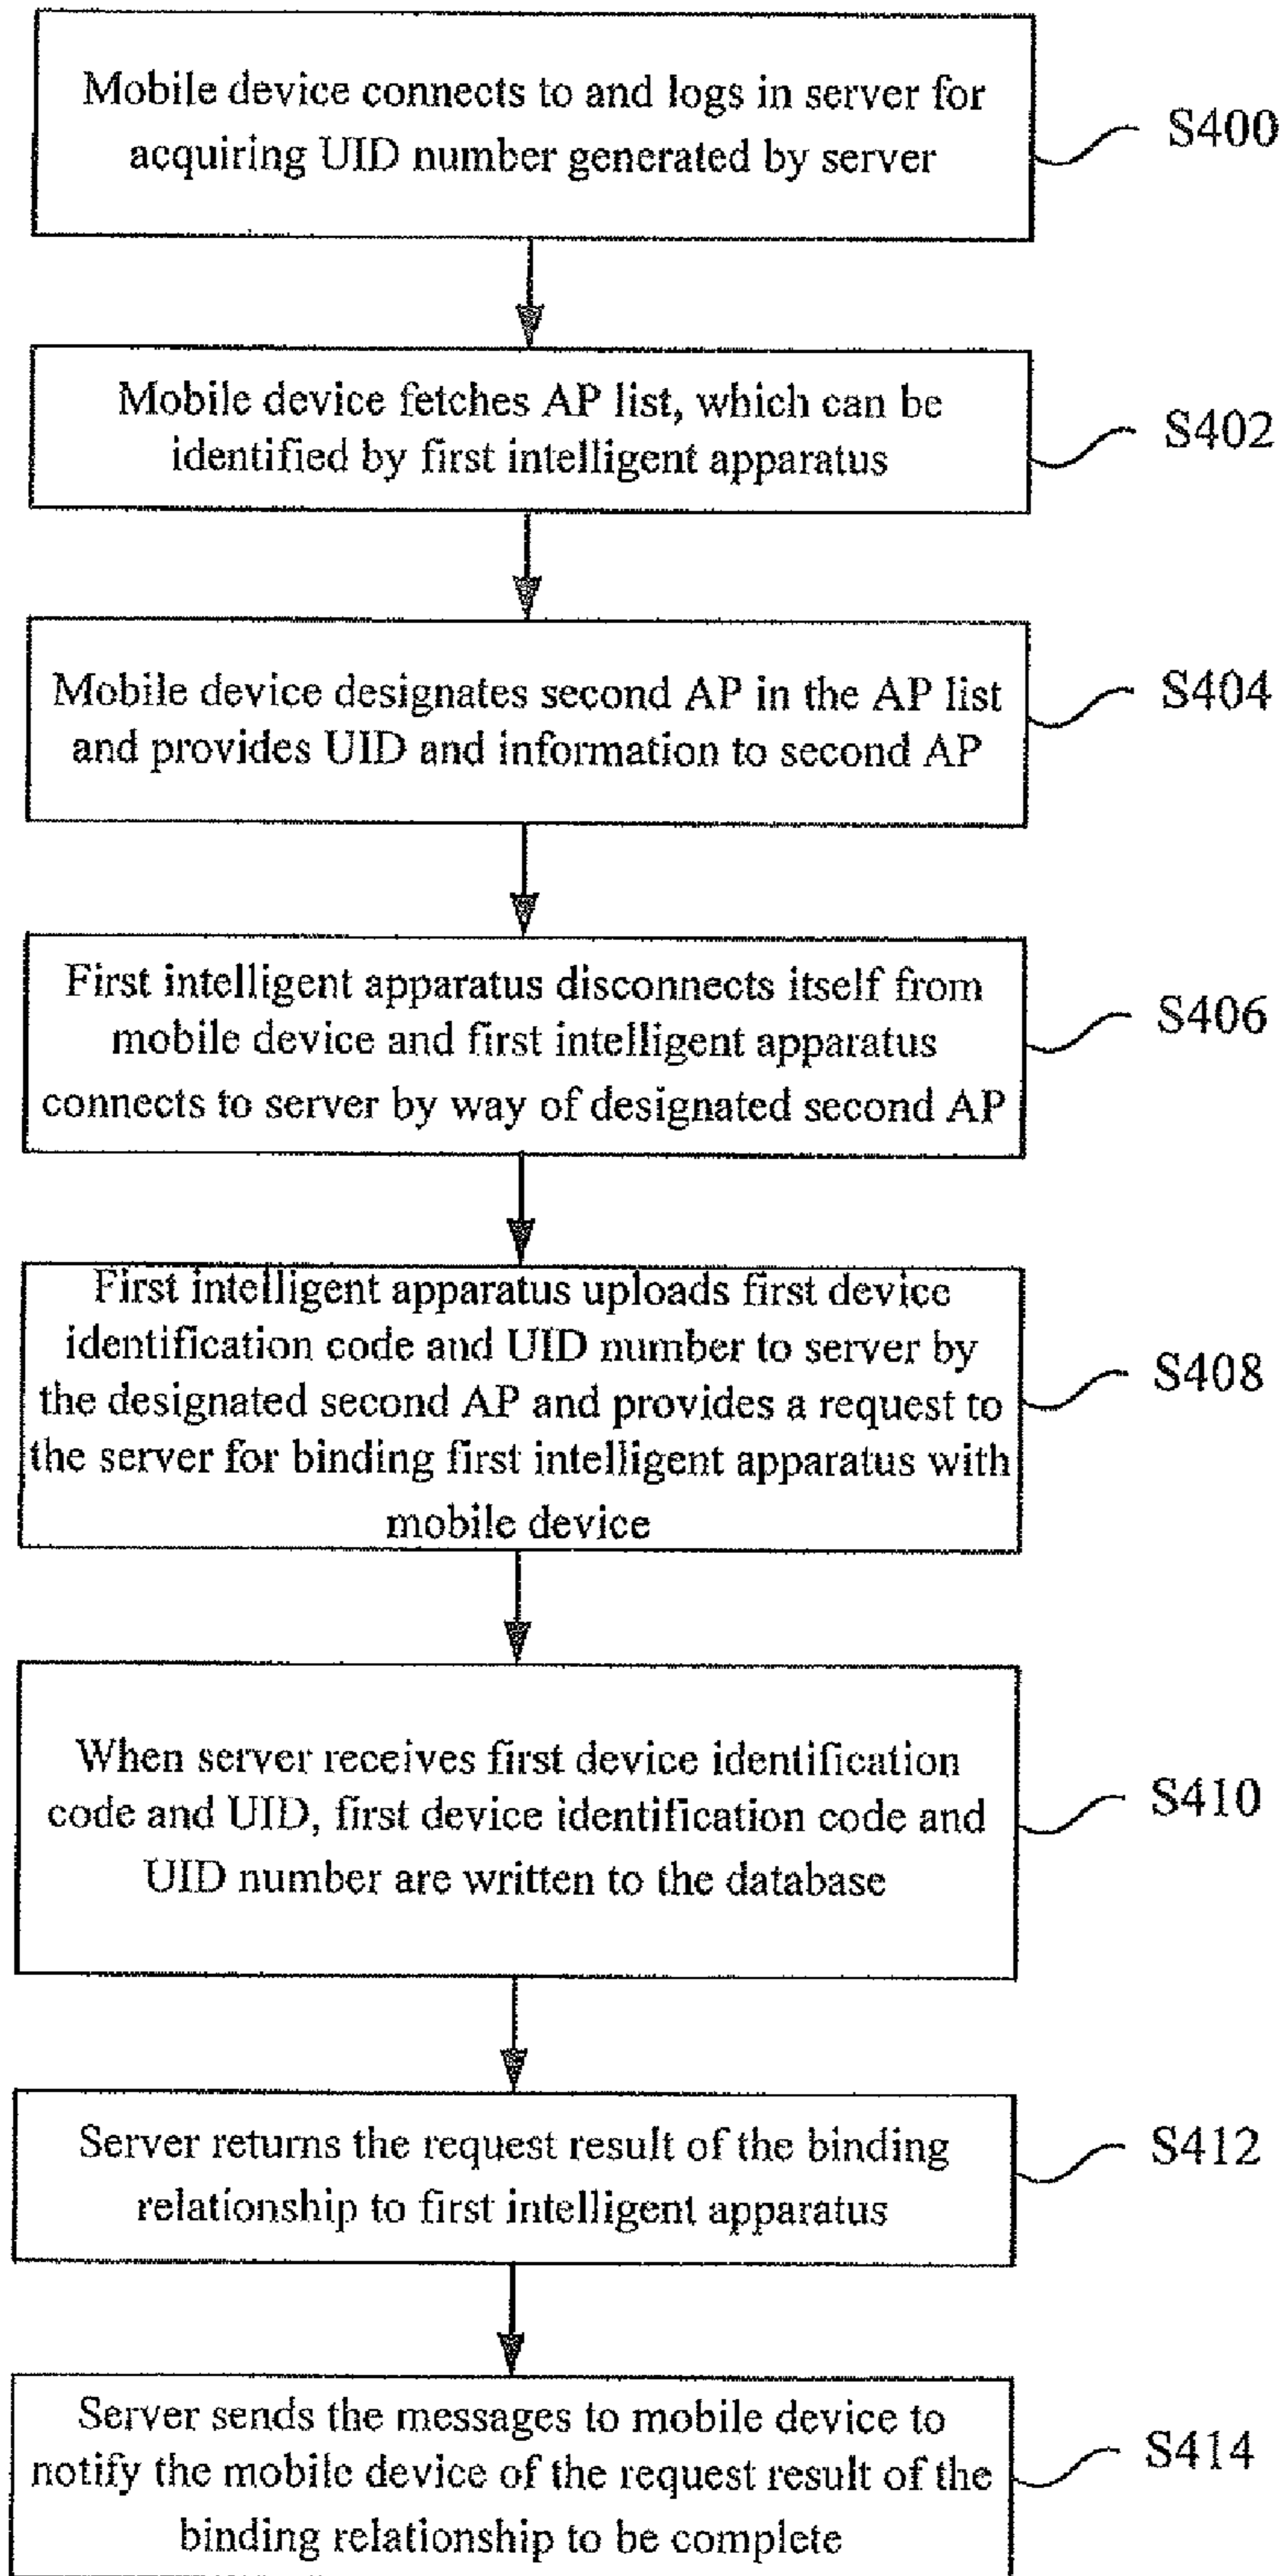 Mobile device connects to and logs in server for
acquiring UID number generated by server
S400
Mobile device fetches AP list, which can be
identified by first intelligent apparatus
S402
Mobile device designates second AP in the AP list
and provides UID and information to second AP
S404
First intelligent apparatus disconnects itself from
mobile device and first intelligent apparatus
connects to server by way of designated second AP
S406
First intelligent apparatus uploads first device
identification code and UID number to server by
the designated second AP and provides a request to
the server for binding first intelligent apparatus with
mobile device
S408
When server receives first device identification
code and UID, first device identification code and
UID number are written to the database
S410
Server returns the request result of the binding
relationship to first intelligent apparatus
S412
Server sends the messages to mobile device to
notify the mobile device of the request result of the
binding relationship to be complete
S414